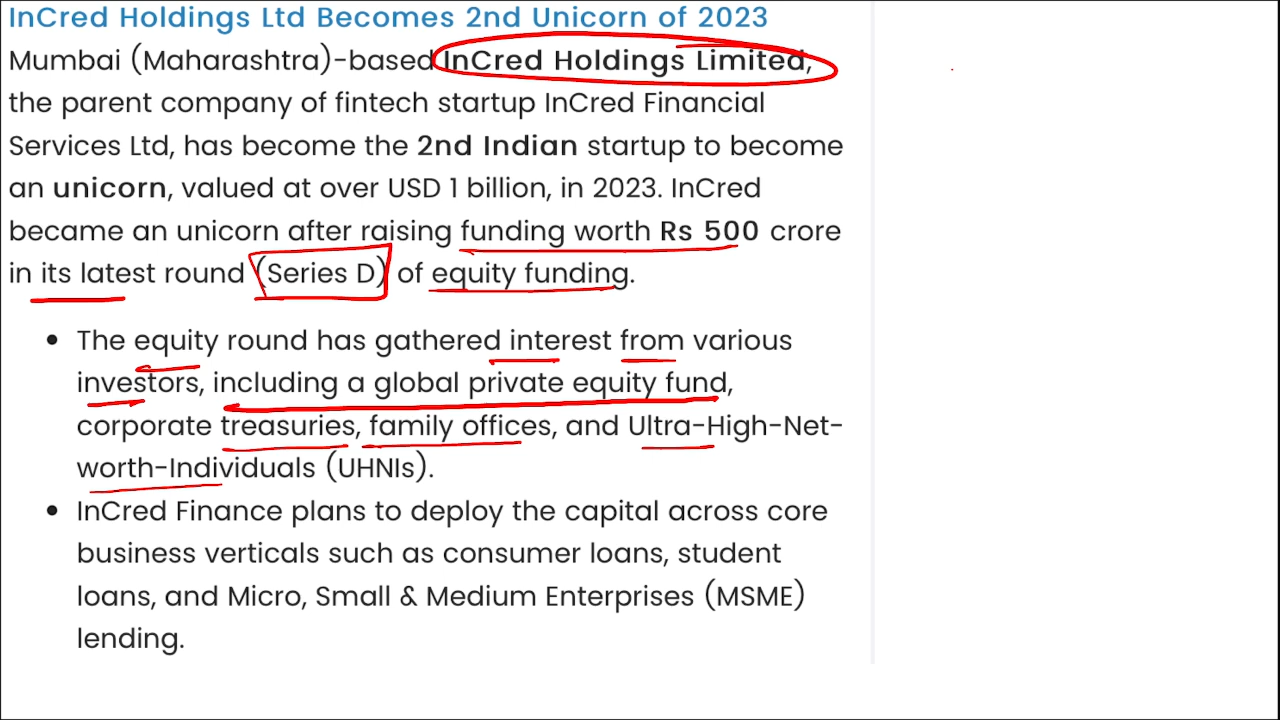 InCred Holdings Ltd Becomes 2nd Unicorn of 2023
Mumbai (Maharashtra)-based InCred Holdings Limited,
the parent company of fintech startup InCred Financial
Services Ltd, has become the 2nd Indian startup to become
an unicorn, valued at over USD 1 billion, in 2023. InCred
became an unicorn after raising funding worth Rs 500 crore
in its latest round (Series D) of equity funding.
• The equity round has gathered interest from various
investors, including a global private equity fund,
corporate treasuries, family offices, and Ultra-High-Net-
worth-Individuals (UHNIs).
• InCred Finance plans to deploy the capital across core
business verticals such as consumer loans, student
loans, and Micro, Small & Medium Enterprises (MSME)
lending.